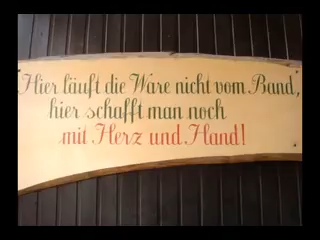 Hier läuft die Ware nicht vom Band,
hier schafft man noch
mit Herz und Hand!